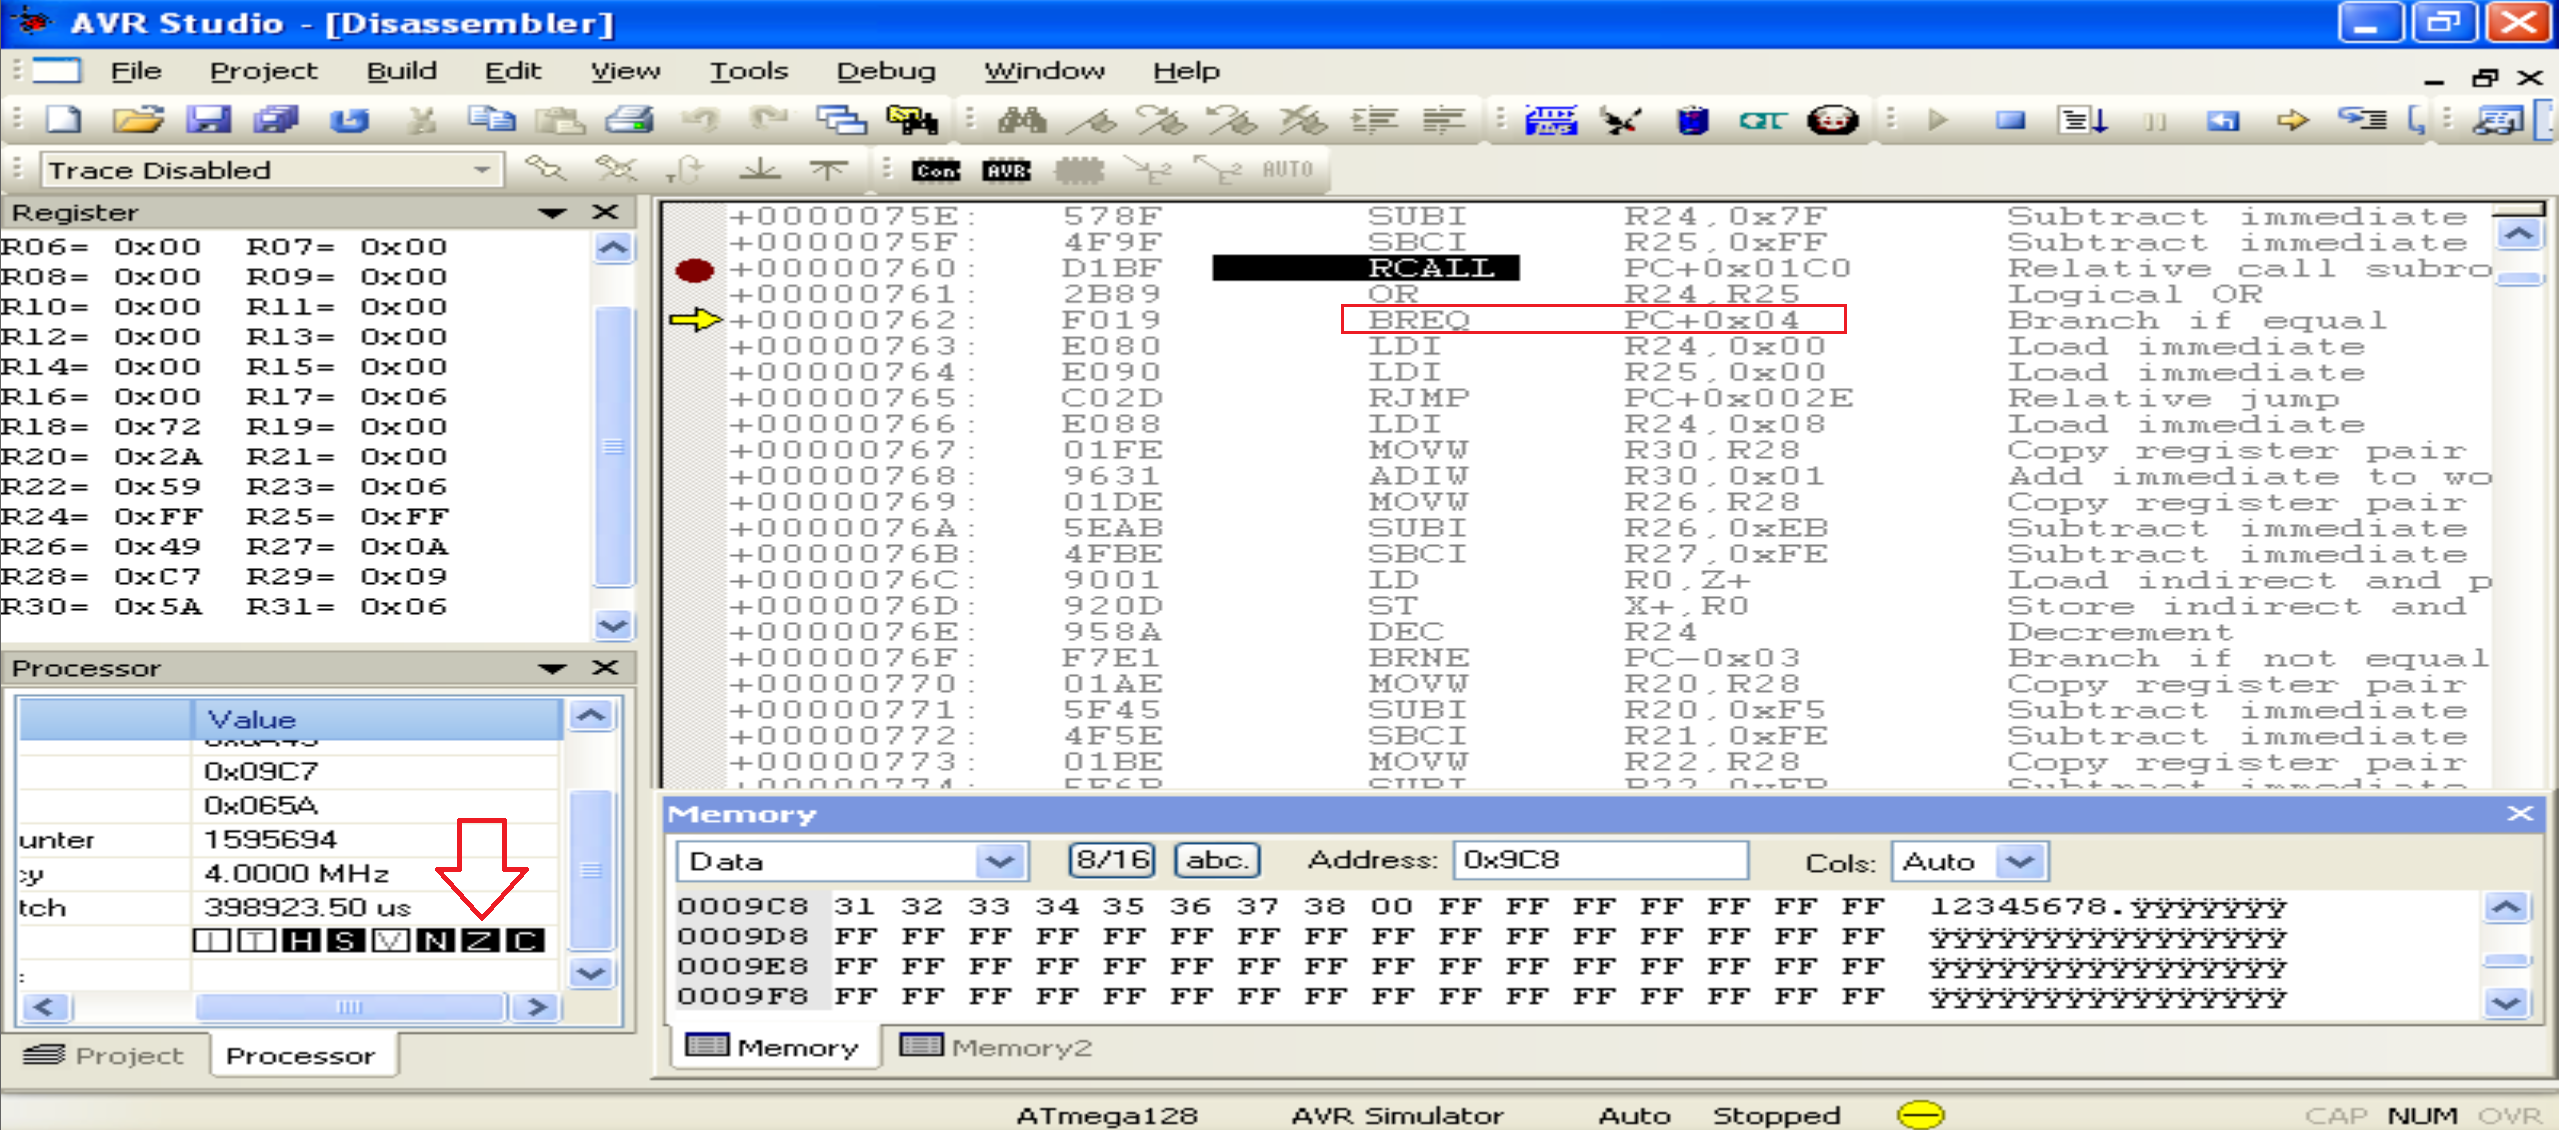 AVR Studio - [Disassembler]
File Project Build Edit View Tools Debug Window Help
Trace Disabled
Con AVR AUTO
Register
R06= 0x00 R07= 0x00
R08= 0x00 R09= 0x00
R10= 0x00 R11= 0x00
R12= 0x00 R13= 0x00
R14= 0x00 R15= 0x00
R16= 0x00 R17= 0x06
R18= 0x72 R19= 0x00
R20= 0x2A R21= 0x00
R22= 0x59 R23= 0x06
R24= 0xFF R25= 0xFF
R26= 0x49 R27= 0x0A
R28= 0xC7 R29= 0x09
R30= 0x5A R31= 0x06
Processor
Value
0x09C7
0x065A
unter 1595694
cy 4.0000 MHz
tch 398923.50 us
I T H S V N Z C
Project Processor
+0000075E: 578F SUBI R24,0x7F Subtract immediate
+0000075F: 4F9F SBCI R25,0xFF Subtract immediate
+00000760: D1BF RCALL PC+0x01C0 Relative call subro
+00000761: 2B89 OR R24,R25 Logical OR
+00000762: F019 BREQ PC+0x04 Branch if equal
+00000763: E080 LDI R24,0x00 Load immediate
+00000764: E090 LDI R25,0x00 Load immediate
+00000765: C02D RJMP PC+0x002E Relative jump
+00000766: E088 LDI R24,0x08 Load immediate
+00000767: 01FE MOVW R30,R28 Copy register pair
+00000768: 9631 ADIW R30,0x01 Add immediate to wo
+00000769: 01DE MOVW R26,R28 Copy register pair
+0000076A: 5EAB SUBI R26,0xEB Subtract immediate
+0000076B: 4FBE SBCI R27,0xFE Subtract immediate
+0000076C: 9001 LD R0,Z+ Load indirect and p
+0000076D: 920D ST X+,R0 Store indirect and
+0000076E: 958A DEC R24 Decrement
+0000076F: F7E1 BRNE PC-0x03 Branch if not equal
+00000770: 01AE MOVW R20,R28 Copy register pair
+00000771: 5F45 SUBI R20,0xF5 Subtract immediate
+00000772: 4F5E SBCI R21,0xFE Subtract immediate
+00000773: 01BE MOVW R22,R28 Copy register pair
Memory
Data 8/16 abc. Address: 0x9C8 Cols: Auto
0009C8 31 32 33 34 35 36 37 38 00 FF FF FF FF FF FF FF 12345678.ÿÿÿÿÿÿÿ
0009D8 FF FF FF FF FF FF FF FF FF FF FF FF FF FF FF FF ÿÿÿÿÿÿÿÿÿÿÿÿÿÿÿÿ
0009E8 FF FF FF FF FF FF FF FF FF FF FF FF FF FF FF FF ÿÿÿÿÿÿÿÿÿÿÿÿÿÿÿÿ
0009F8 FF FF FF FF FF FF FF FF FF FF FF FF FF FF FF FF ÿÿÿÿÿÿÿÿÿÿÿÿÿÿÿÿ
Memory Memory2
ATmega128 AVR Simulator Auto Stopped CAP NUM OVR